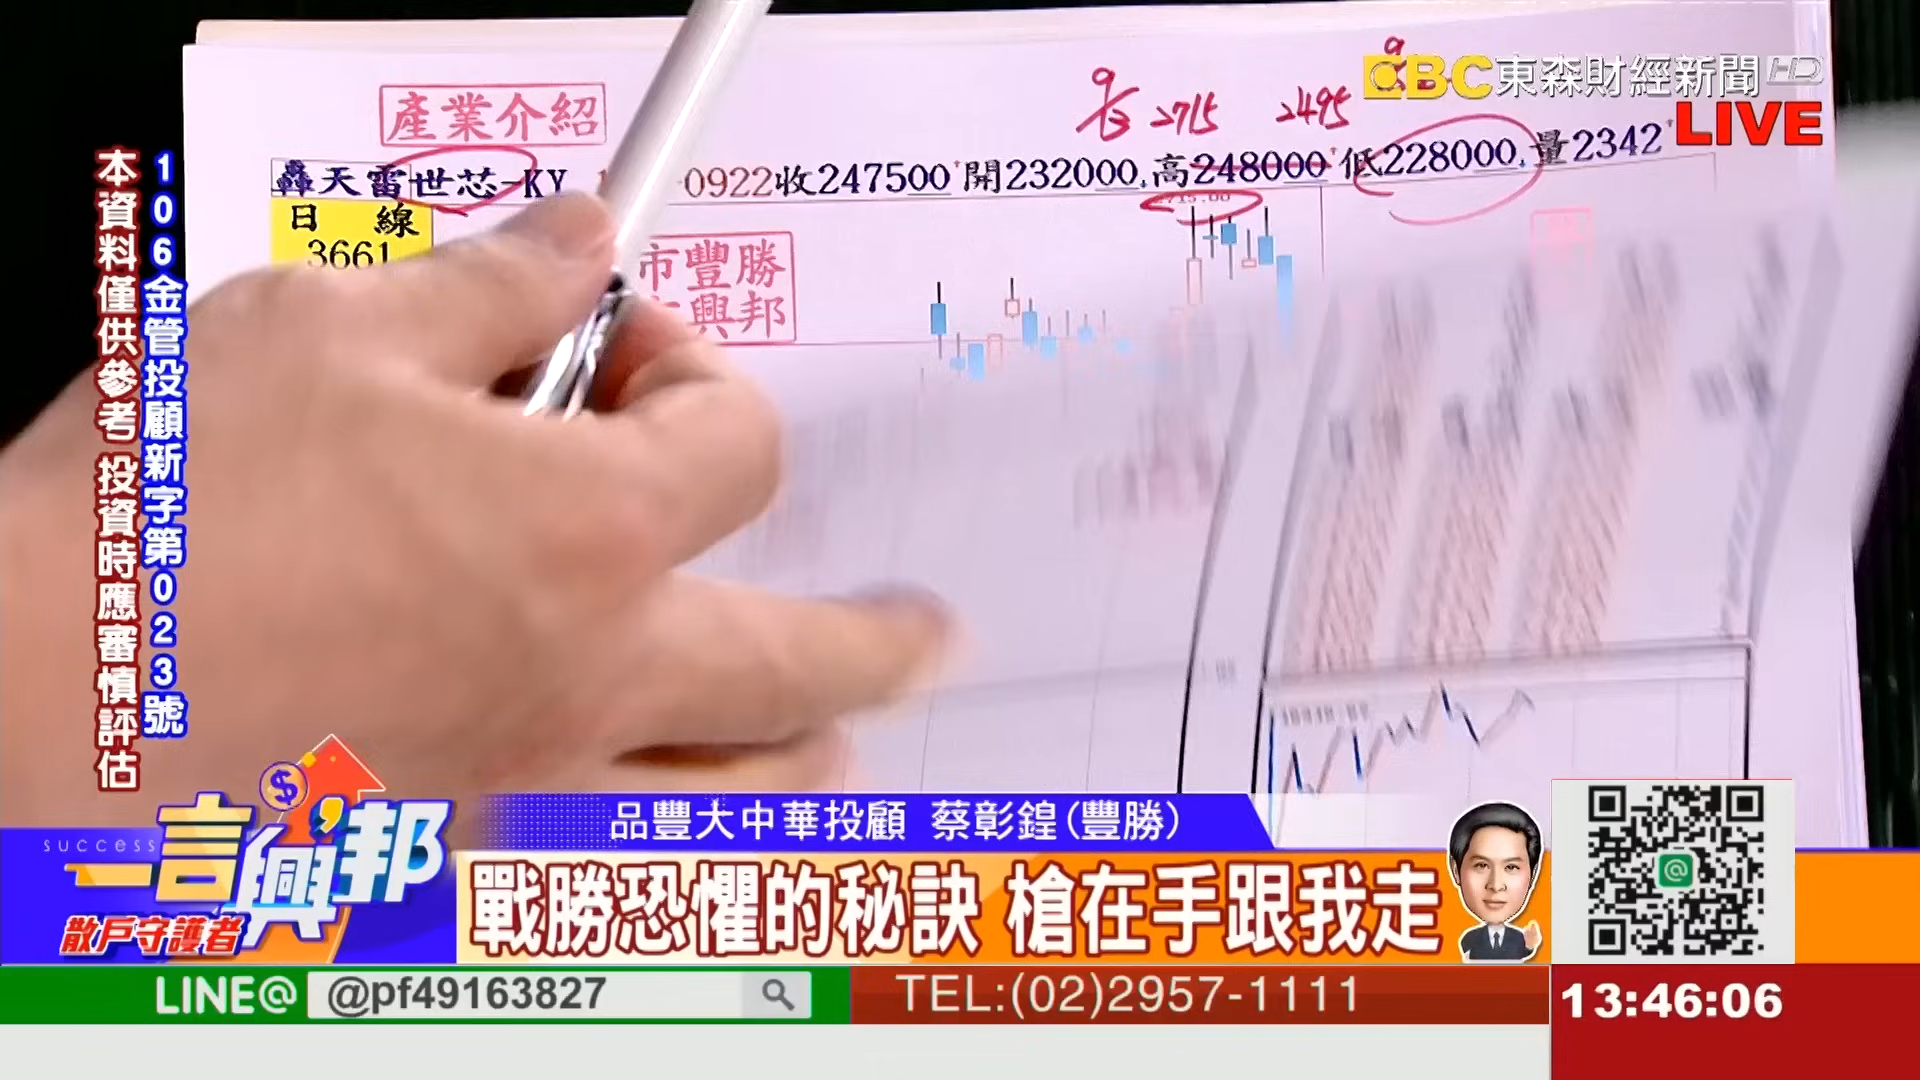 EBC東森財經新聞HD
LIVE
產業介紹
9/15 2715 2495
轟天雷世芯-KY
0922收247500 開232000 高248000 低228000 量2342
日 線
3661
市豐勝
興邦
106金管投顧新字第023號
本資料僅供參考 投資時應審慎評估
success
一言興邦
散戶守護者
品豐大中華投顧 蔡彰鍠(豐勝)
戰勝恐懼的秘訣 槍在手跟我走
LINE@ @pf49163827
TEL:(02)2957-1111
13:46:06